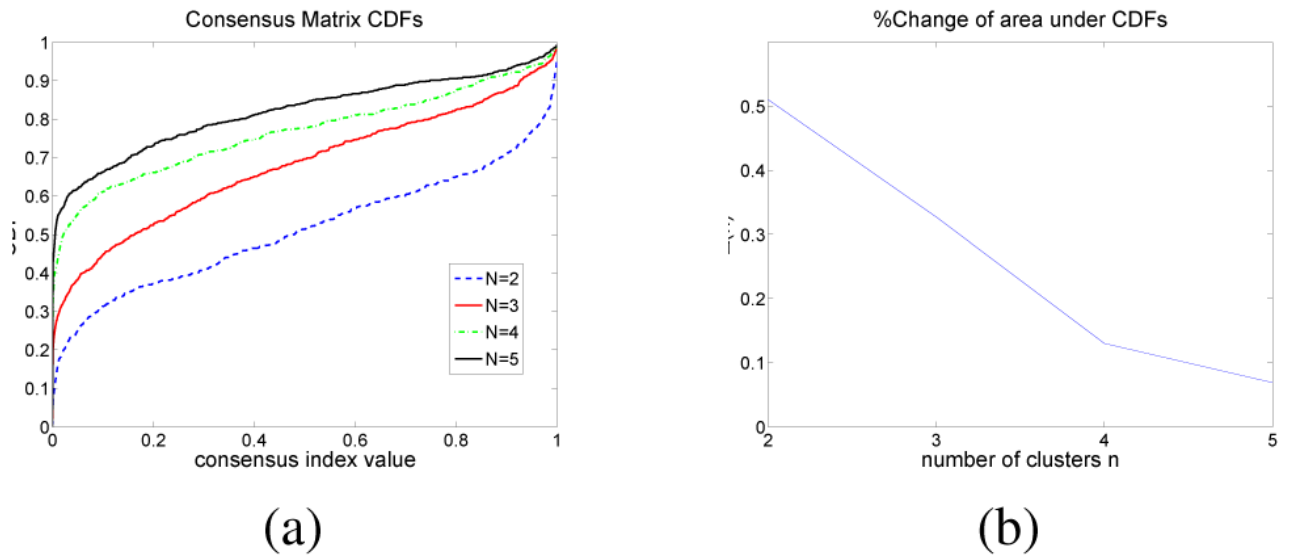 Consensus Matrix CDFs
1
0.9
0.8
0.7
0.6
0.5
0.4
0.3
0.2
0.1
0
N=2
N=3
N=4
N=5
0 0.2 0.4 0.6 0.8 1
consensus index value
(a)
%Change of area under CDFs
0.5
0.4
0.3
0.2
0.1
0
2 3 4 5
number of clusters n
(b)